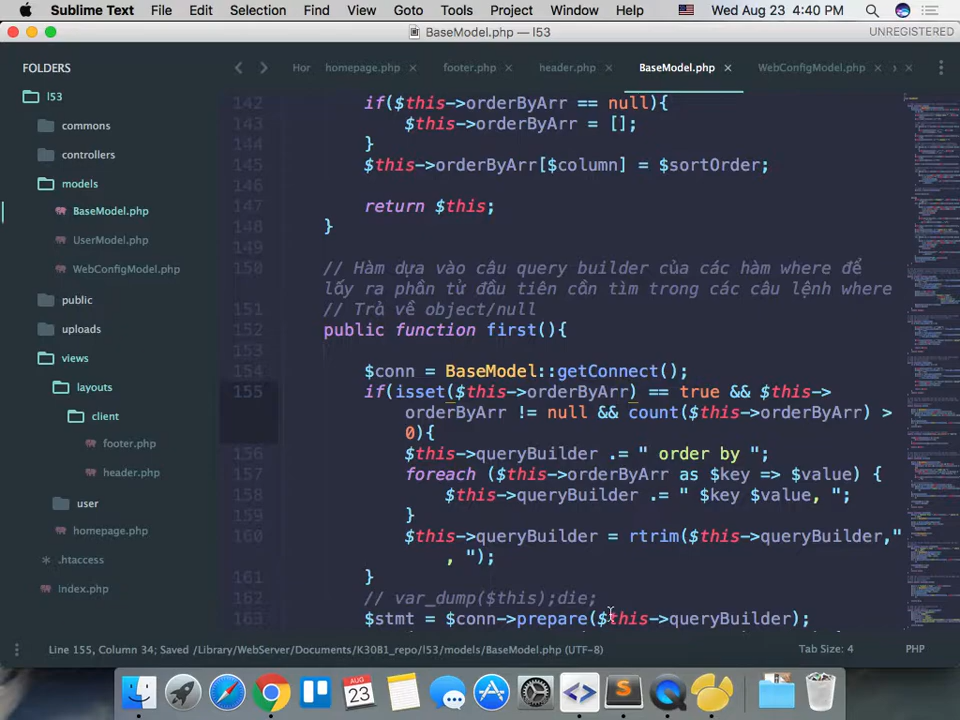 Sublime Text File Edit Selection Find View Goto Tools Project Window Help Wed Aug 23 4:40 PM
BaseModel.php — l53 UNREGISTERED
FOLDERS
l53
commons
controllers
models
BaseModel.php
UserModel.php
WebConfigModel.php
public
uploads
views
layouts
client
footer.php
header.php
user
homepage.php
.htaccess
index.php
Hor homepage.php × footer.php × header.php × BaseModel.php × WebConfigModel.php ×
142 if($this->orderByArr == null){
143 $this->orderByArr = [];
144 }
145 $this->orderByArr[$column] = $sortOrder;
146
147 return $this;
148 }
149
150 // Hàm dựa vào câu query builder của các hàm where để
lấy ra phần tử đầu tiên cần tìm trong các câu lệnh where
151 // Trả về object/null
152 public function first(){
153
154 $conn = BaseModel::getConnect();
155 if(isset($this->orderByArr) == true && $this->
orderByArr != null && count($this->orderByArr) >
0){
156 $this->queryBuilder .= " order by ";
157 foreach ($this->orderByArr as $key => $value) {
158 $this->queryBuilder .= " $key $value, ";
159 }
160 $this->queryBuilder = rtrim($this->queryBuilder,"
, ");
161 }
162 // var_dump($this);die;
163 $stmt = $conn->prepare($this->queryBuilder);
Line 155, Column 34; Saved /Library/WebServer/Documents/K3081_repo/l53/models/BaseModel.php (UTF-8) Tab Size: 4 PHP
AUG
23